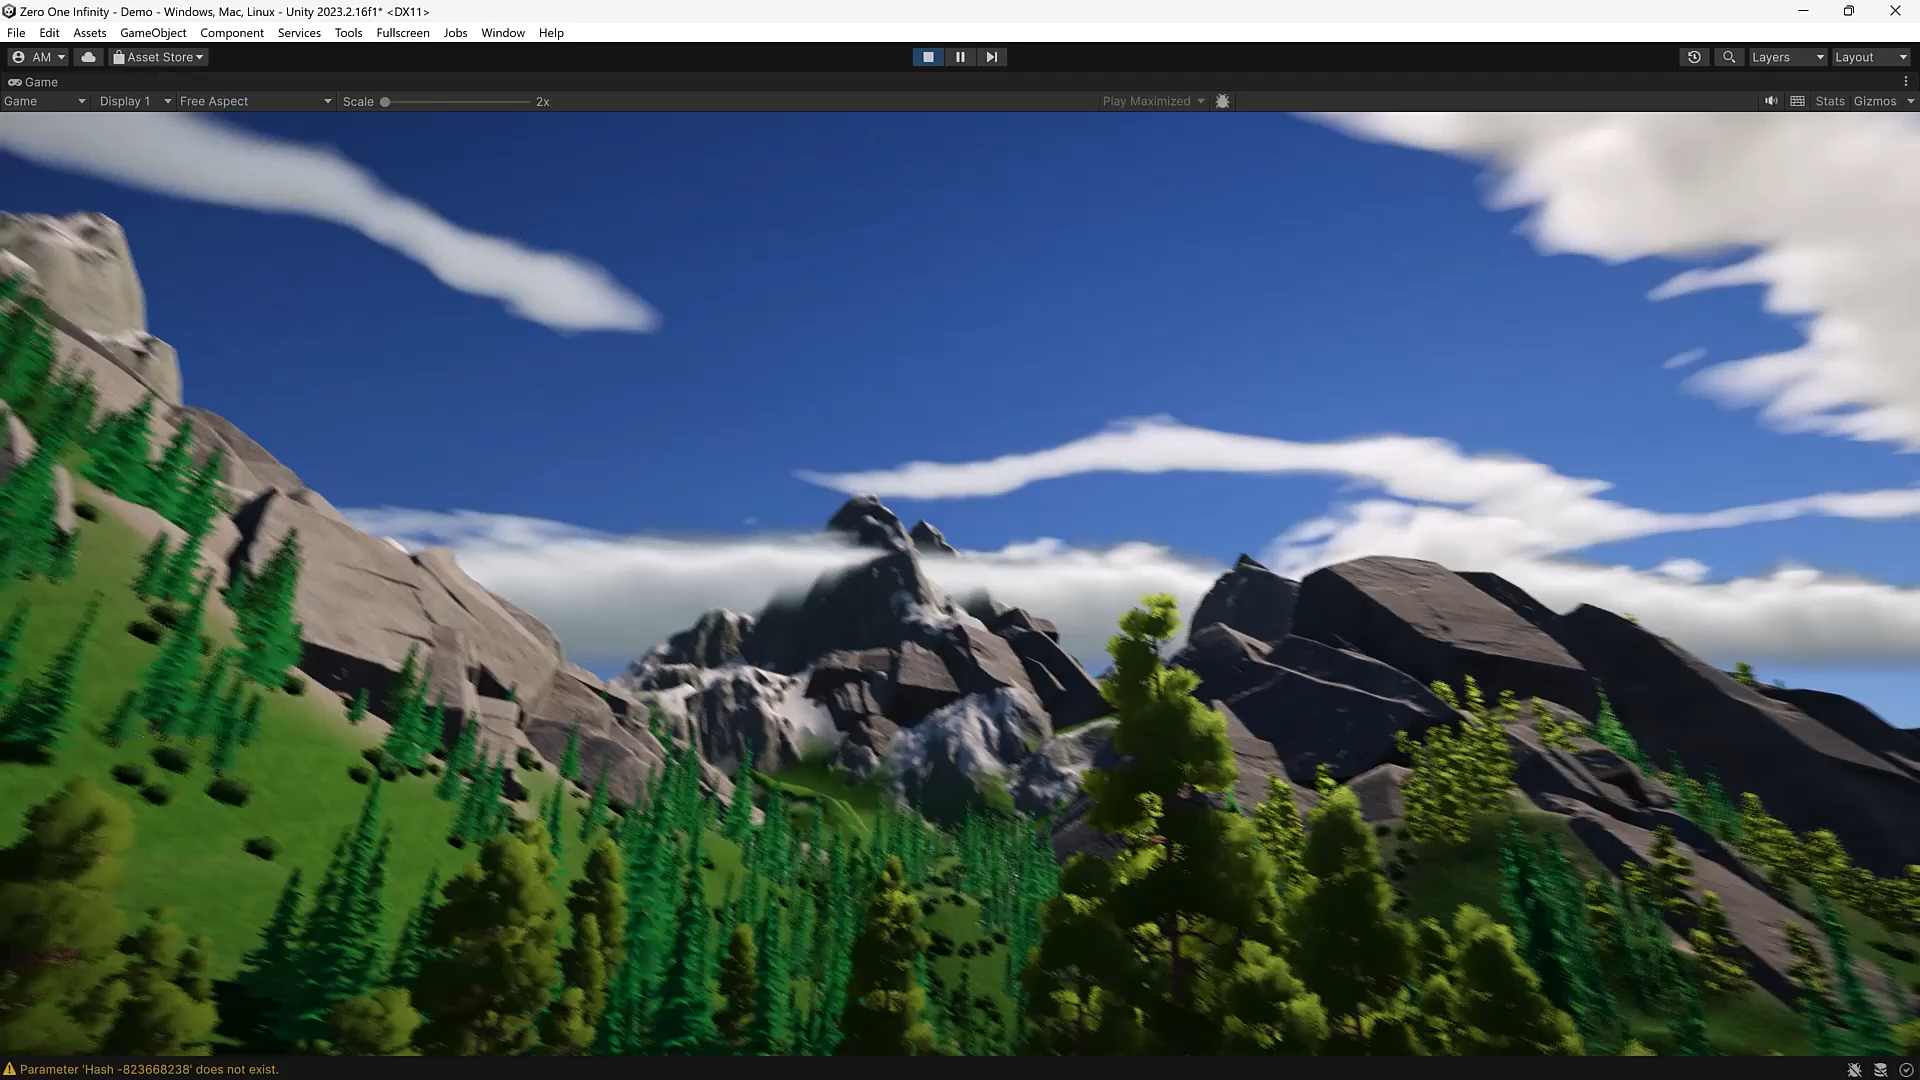 Zero One Infinity - Demo - Windows, Mac, Linux - Unity 2023.2.16f1* <DX11>
File Edit Assets GameObject Component Services Tools Fullscreen Jobs Window Help
AM Asset Store Layers Layout
Game
Game Display 1 Free Aspect Scale 2x Play Maximized Stats Gizmos
Parameter 'Hash -823668238' does not exist.